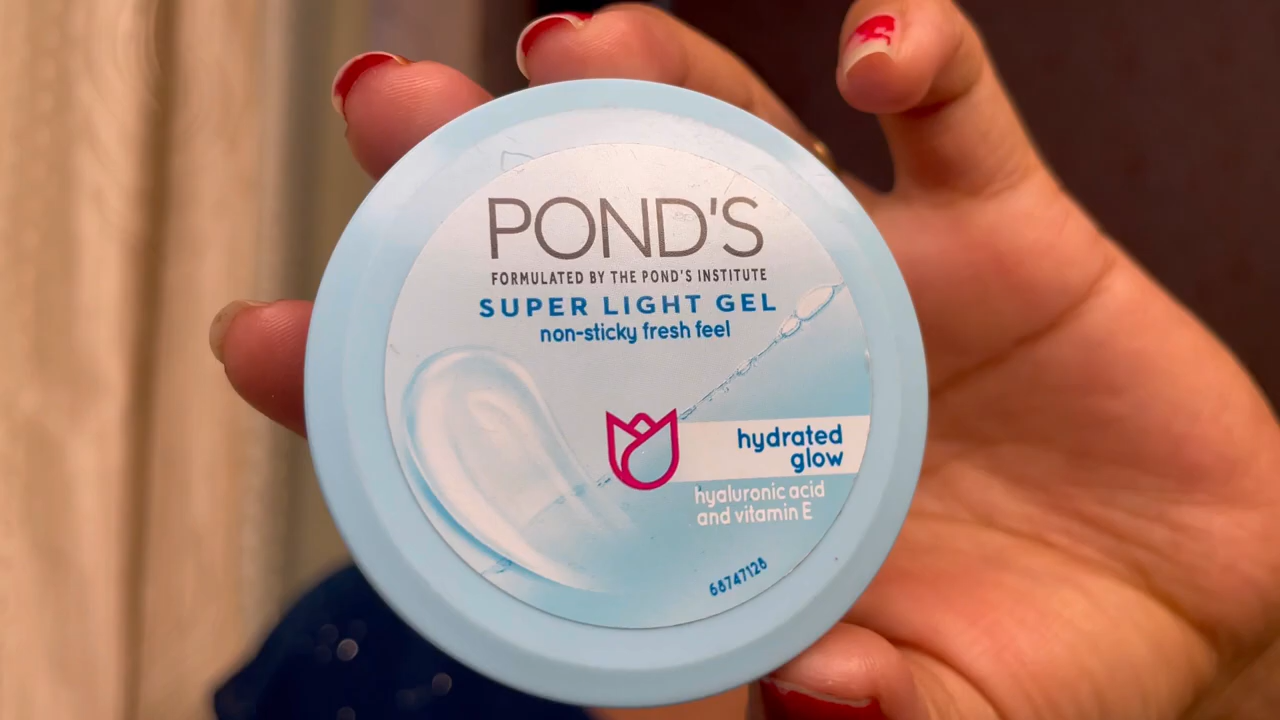 POND'S
FORMULATED BY THE POND'S INSTITUTE
SUPER LIGHT GEL
non-sticky fresh feel
hydrated
glow
hyaluronic acid
and vitamin E
68747128